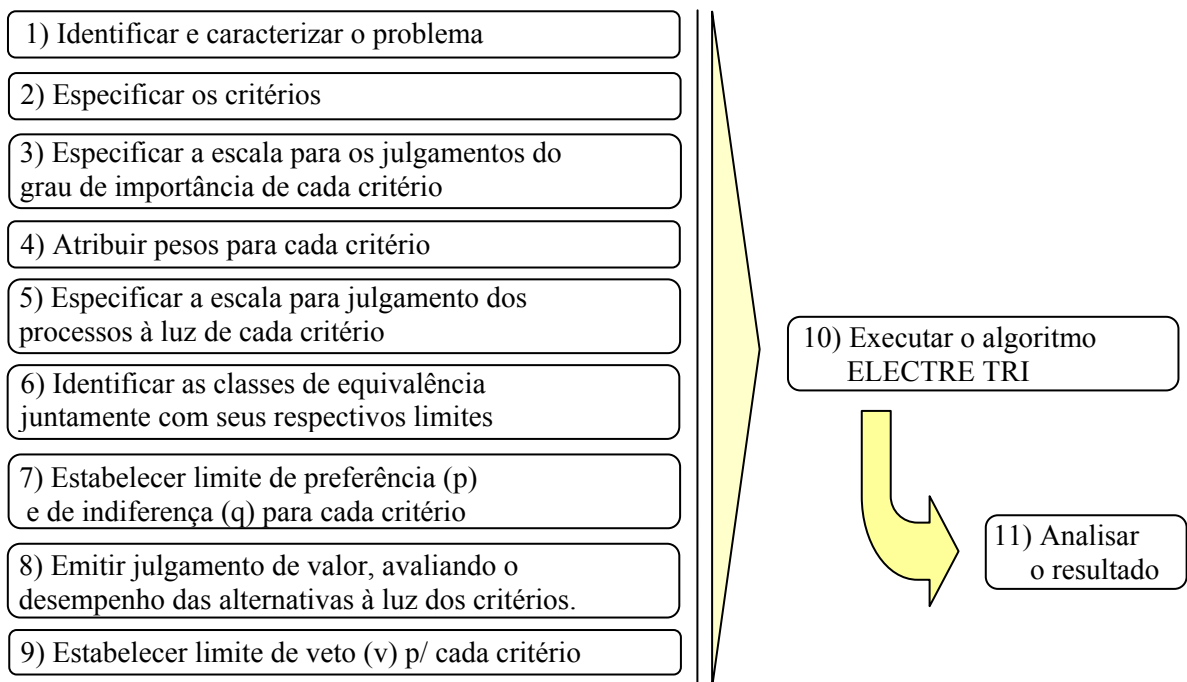 1) Identificar e caracterizar o problema
2) Especificar os critérios
3) Especificar a escala para os julgamentos do
grau de importância de cada critério
4) Atribuir pesos para cada critério
5) Especificar a escala para julgamento dos
processos à luz de cada critério
6) Identificar as classes de equivalência
juntamente com seus respectivos limites
7) Estabelecer limite de preferência (p)
e de indiferença (q) para cada critério
8) Emitir julgamento de valor, avaliando o
desempenho das alternativas à luz dos critérios.
9) Estabelecer limite de veto (v) p/ cada critério
10) Executar o algoritmo
ELECTRE TRI
11) Analisar
o resultado